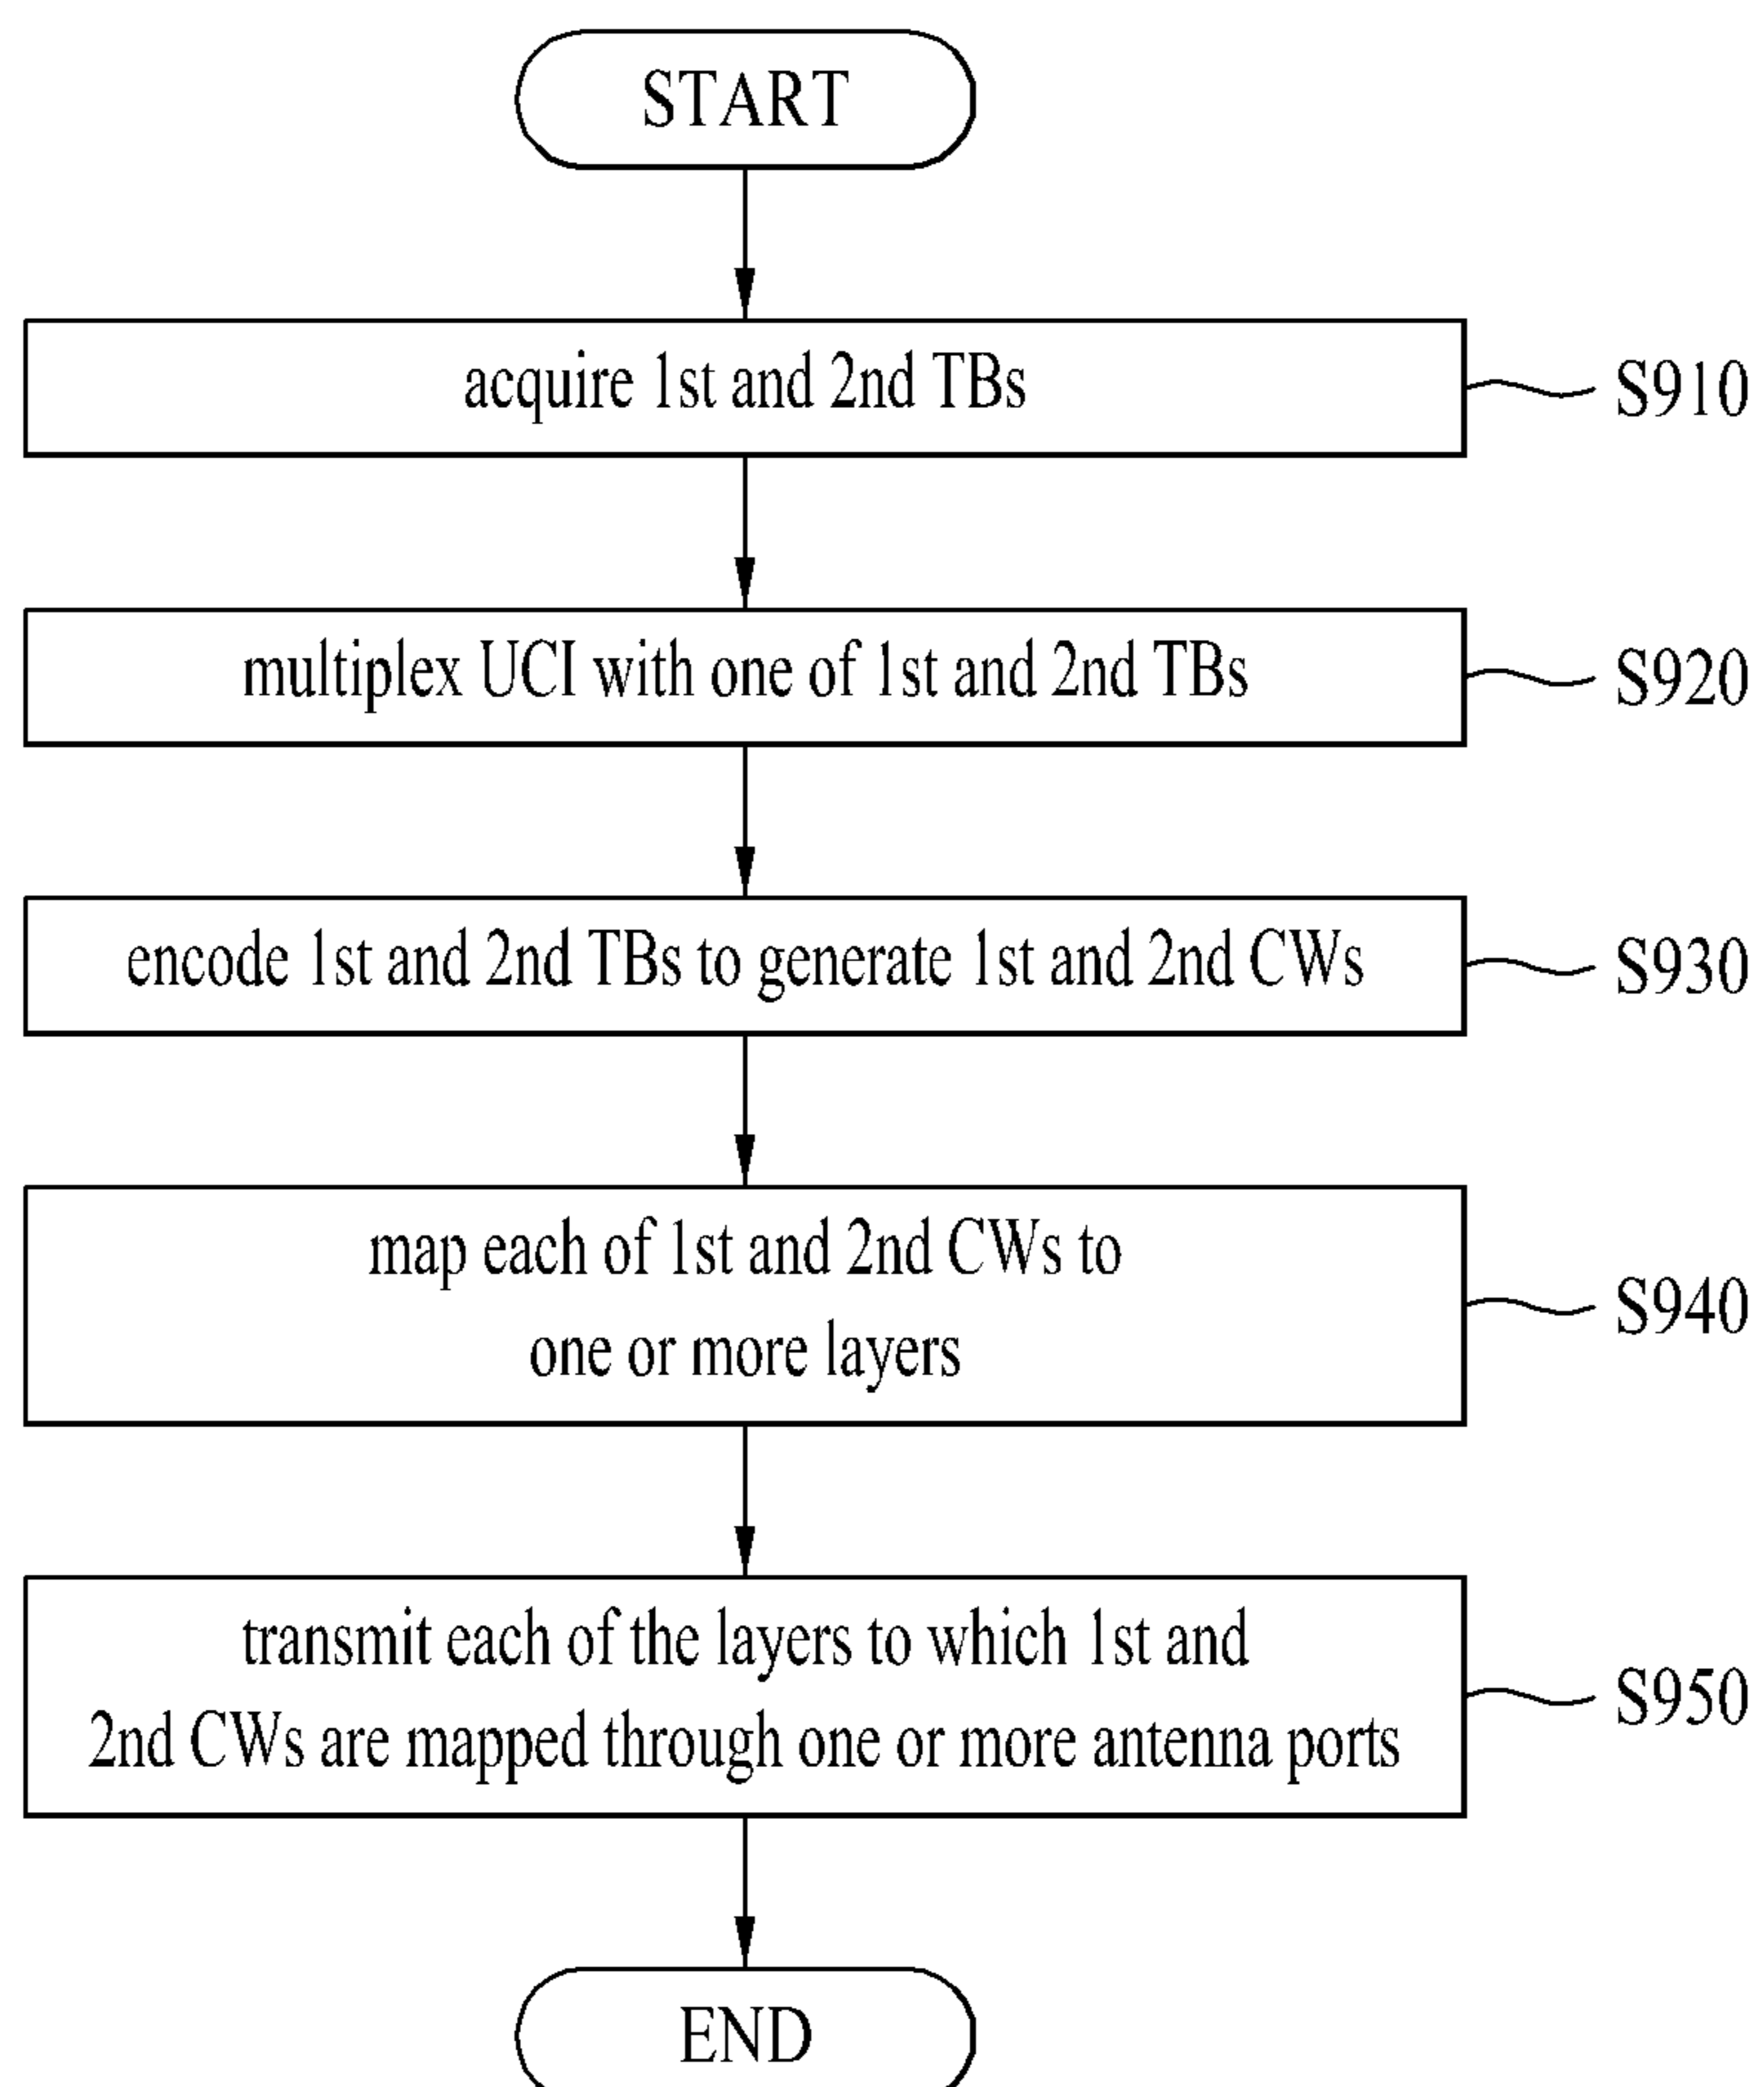 START
acquire 1st and 2nd TBs
S910
multiplex UCI with one of 1st and 2nd TBs
S920
encode 1st and 2nd TBs to generate 1st and 2nd CWs
S930
map each of 1st and 2nd CWs to
one or more layers
S940
transmit each of the layers to which 1st and
2nd CWs are mapped through one or more antenna ports
S950
END